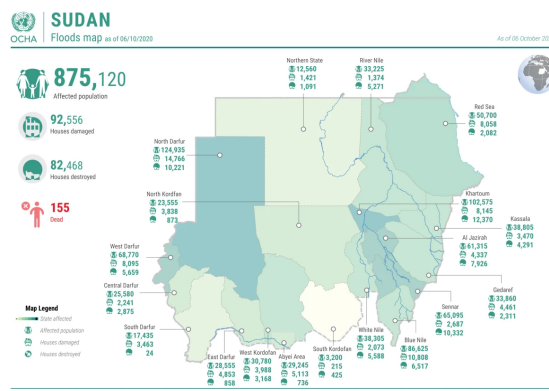 OCHA
SUDAN
Floods map as of 06/10/2020
As of 06 October
875,120
Affected population
92,556
Houses damaged
82,468
Houses destroyed
155
Dead
Northern State
12,560
1,421
1,091
River Nile
33,225
1,374
5,271
Red Sea
50,700
8,058
2,082
North Darfur
124,935
14,766
10,221
North Kordfan
23,555
3,838
873
Khartoum
102,575
8,145
12,370
Kassala
38,805
3,470
4,291
Al Jazirah
61,315
4,337
7,926
West Darfur
68,770
8,095
5,659
Central Darfur
25,580
2,241
2,875
Gedaref
33,860
4,461
2,311
Sennar
65,095
2,687
10,332
South Darfur
17,435
3,463
24
East Darfur
28,555
4,853
858
West Kordofan
30,780
3,988
3,168
Abyei Area
29,245
5,113
736
South Kordofan
3,200
215
425
White Nile
38,305
2,073
5,588
Blue Nile
86,625
10,808
6,517
Map Legend
State affected
Affected population
Houses damaged
Houses destroyed